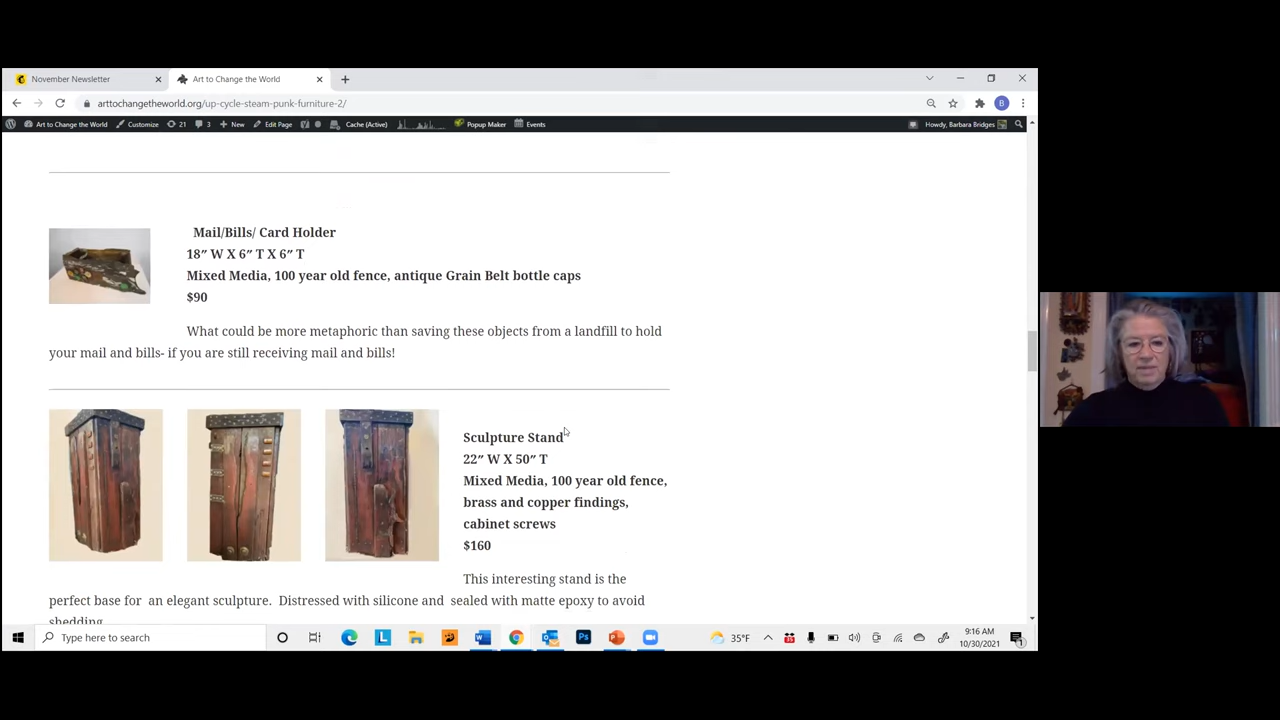 November Newsletter
Art to Change the World
arttochangetheworld.org/up-cycle-steam-punk-furniture-2/
B
Art to Change the World Customize 21 3 New Edit Page Cache (Active) Popup Maker Events Howdy, Barbara Bridges
Mail/Bills/ Card Holder
18″ W X 6″ T X 6″ T
Mixed Media, 100 year old fence, antique Grain Belt bottle caps
$90
What could be more metaphoric than saving these objects from a landfill to hold
your mail and bills- if you are still receiving mail and bills!
Sculpture Stand
22″ W X 50″ T
Mixed Media, 100 year old fence,
brass and copper findings,
cabinet screws
$160
This interesting stand is the
perfect base for an elegant sculpture. Distressed with silicone and sealed with matte epoxy to avoid
shedding
Type here to search
L
Ps
35°F
9:16 AM
10/30/2021